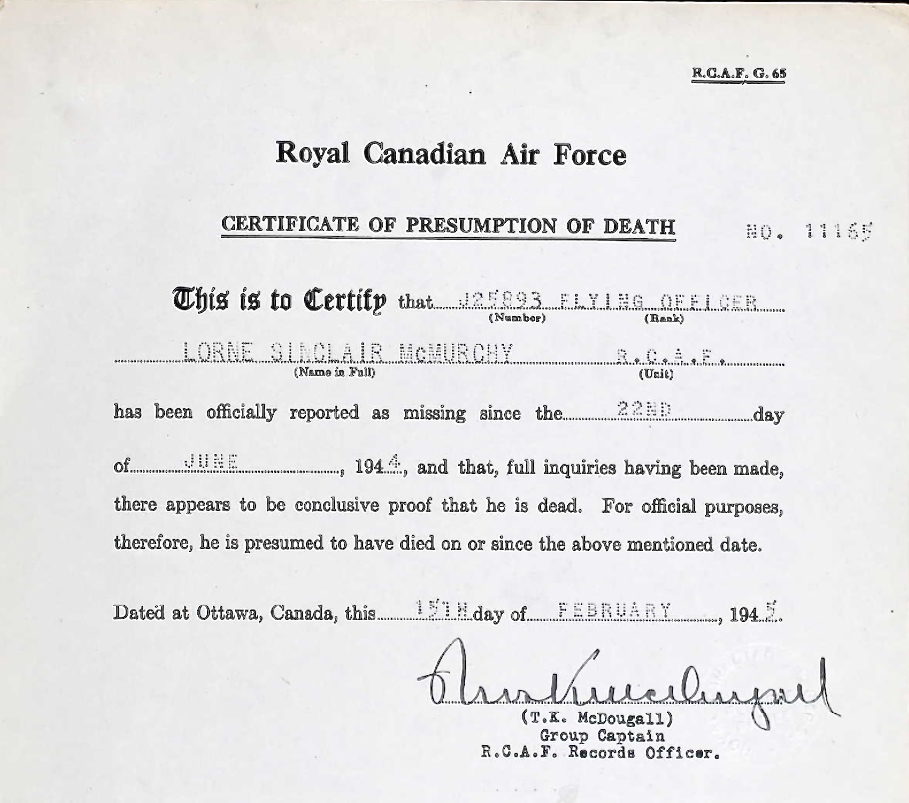 R.C.A.F. G. 65
Royal Canadian Air Force
CERTIFICATE OF PRESUMPTION OF DEATH NO. 11165
This is to Certify that J25893 FLYING OFFICER
(Number) (Rank)
LORNE SINCLAIR McMURCHY R.C.A.F.
(Name in Full) (Unit)
has been officially reported as missing since the 22ND day
of JUNE, 1944, and that, full inquiries having been made,
there appears to be conclusive proof that he is dead. For official purposes,
therefore, he is presumed to have died on or since the above mentioned date.
Dated at Ottawa, Canada, this 15TH day of FEBRUARY, 1945.
(T.K. McDougall)
Group Captain
R.C.A.F. Records Officer.